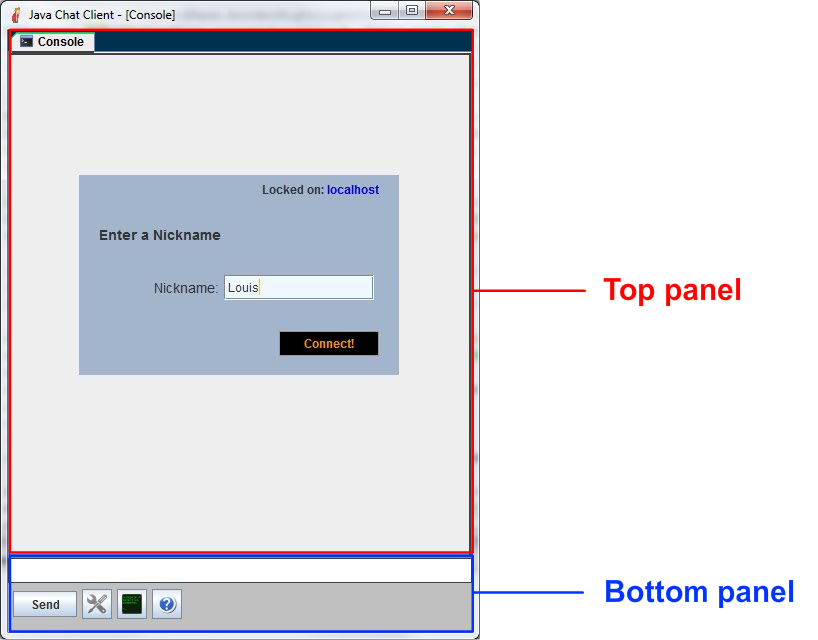 Java Chat Client - [Console]
Console
Locked on: localhost
Enter a Nickname
Nickname: Louis
Connect!
Top panel
Send
Bottom panel